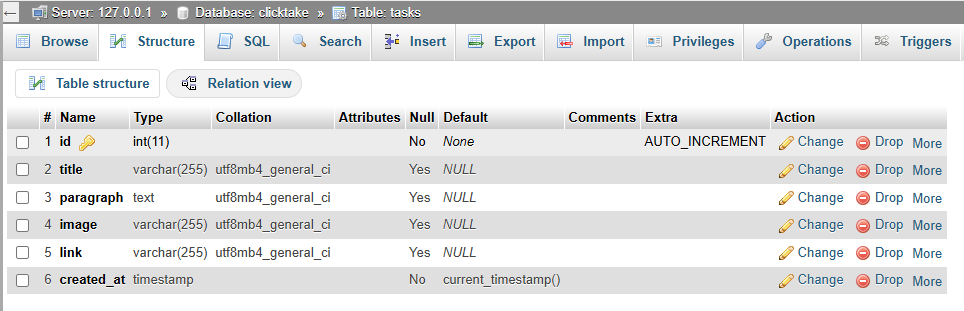 ← Server: 127.0.0.1 » Database: clicktake » Table: tasks
Browse Structure SQL Search Insert Export Import Privileges Operations Triggers
Table structure Relation view
# Name Type Collation Attributes Null Default Comments Extra Action
1 id int(11) No None AUTO_INCREMENT Change Drop More
2 title varchar(255) utf8mb4_general_ci Yes NULL Change Drop More
3 paragraph text utf8mb4_general_ci Yes NULL Change Drop More
4 image varchar(255) utf8mb4_general_ci Yes NULL Change Drop More
5 link varchar(255) utf8mb4_general_ci Yes NULL Change Drop More
6 created_at timestamp No current_timestamp() Change Drop More